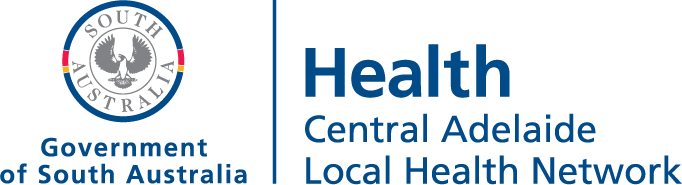 SOUTH
AUSTRALIA
Government
of South Australia
Health
Central Adelaide
Local Health Network